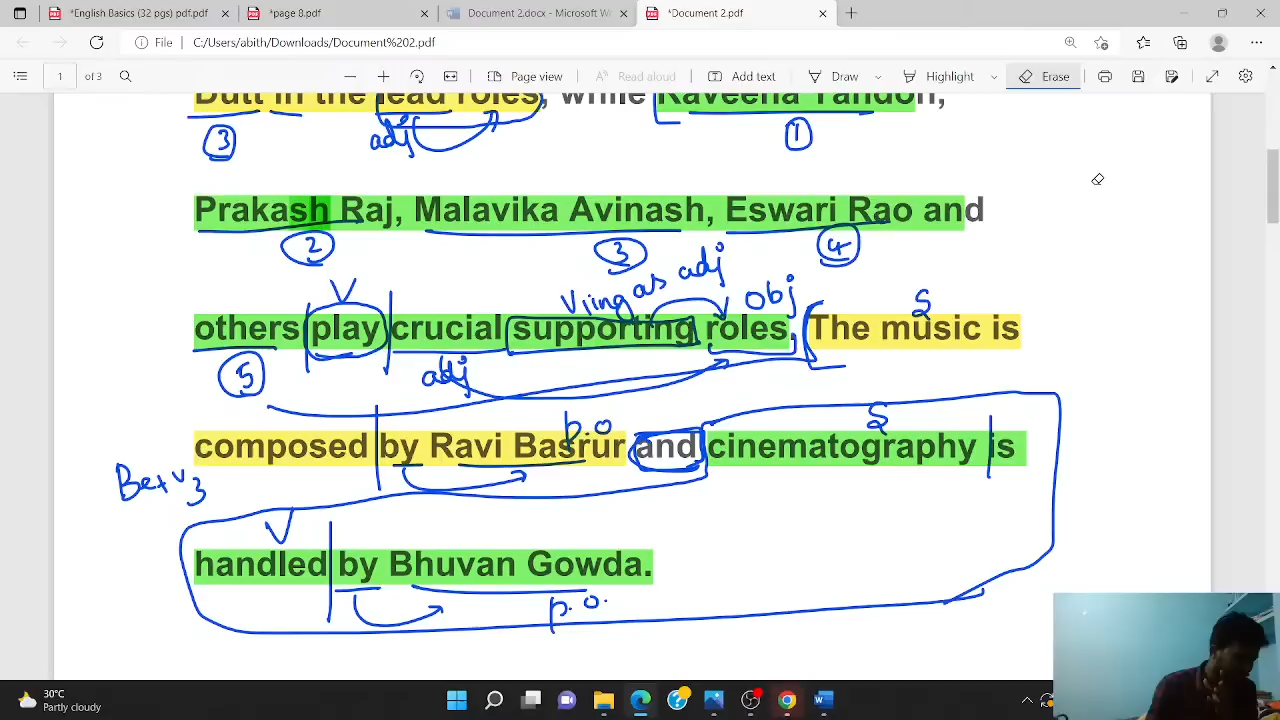 *English Basics (32 pgs) pdf.pdf *page 8.pdf Document 2.docx - Microsoft W *Document 2.pdf
File C:/Users/abith/Downloads/Document%202.pdf
1 of 3 Page view Read aloud Add text Draw Highlight Erase
Dutt in the lead roles, while Raveena Tandon,
3 adj 1
Prakash Raj, Malavika Avinash, Eswari Rao and
2 3 4
V Ving as adj obj S
others play crucial supporting roles. The music is
5 adj
p.o S
composed by Ravi Basrur and cinematography is
Be+V3
V
handled by Bhuvan Gowda.
p.o.
30°C
Partly cloudy